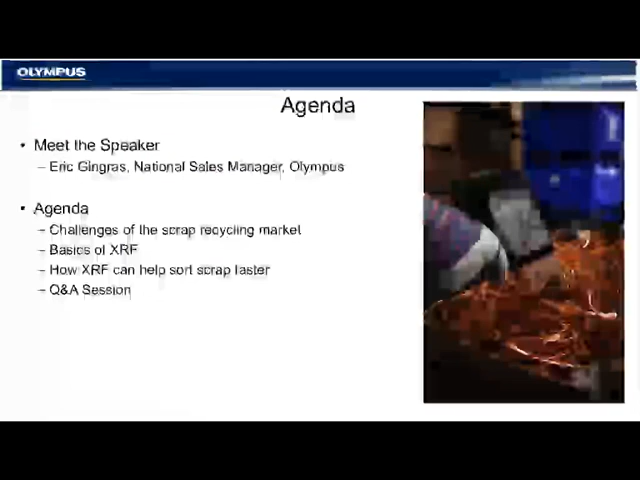 OLYMPUS
Agenda
• Meet the Speaker
– Eric Gingras, National Sales Manager, Olympus
• Agenda
– Challenges of the scrap recycling market
– Basics of XRF
– How XRF can help sort scrap faster
– Q&A Session